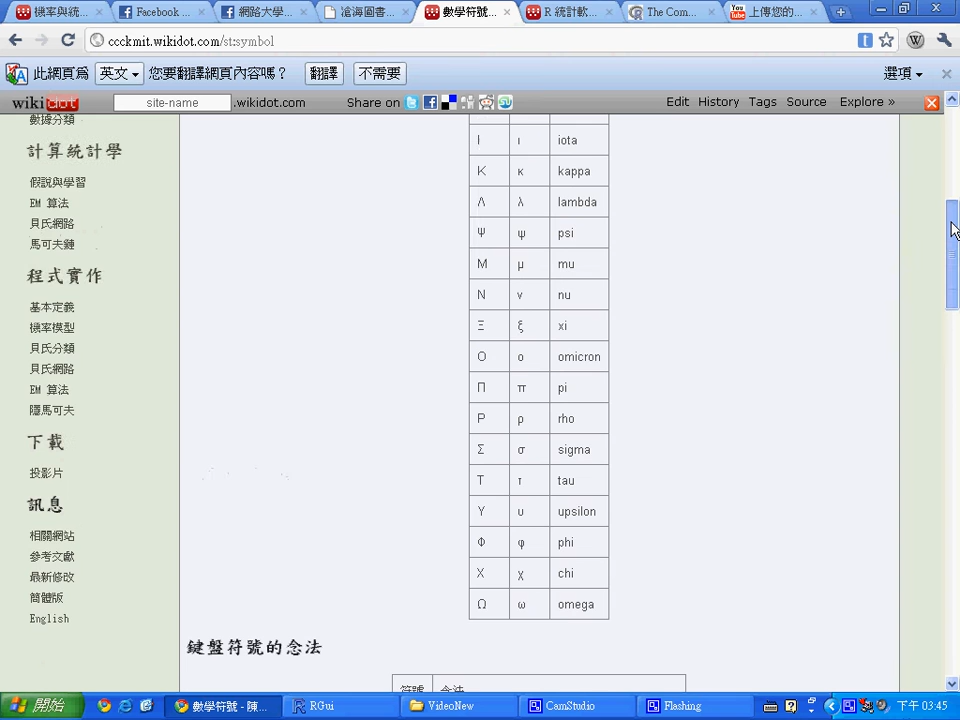 機率與統...
Facebook ...
網路大學...
滄海圖書...
數學符號...
R 統計軟...
The Com...
上傳您的...
ccckmit.wikidot.com/st:symbol
此網頁為 英文 您要翻譯網頁內容嗎？ 翻譯 不需要 選項
wikidot site-name .wikidot.com Share on Edit History Tags Source Explore »
數據分類
計算統計學
假說與學習
EM 算法
貝氏網路
馬可夫鏈
程式實作
基本定義
機率模型
貝氏分類
貝氏網路
EM 算法
隱馬可夫
下載
投影片
訊息
相關網站
參考文獻
最新修改
簡體版
English
Ι ι iota
Κ κ kappa
Λ λ lambda
Ψ ψ psi
Μ μ mu
Ν ν nu
Ξ ξ xi
Ο ο omicron
Π π pi
Ρ ρ rho
Σ σ sigma
Τ τ tau
Υ υ upsilon
Φ φ phi
Χ χ chi
Ω ω omega
鍵盤符號的念法
符號 念法
開始 數學符號 - 陳... RGui VideoNew CamStudio Flashing 下午 03:45